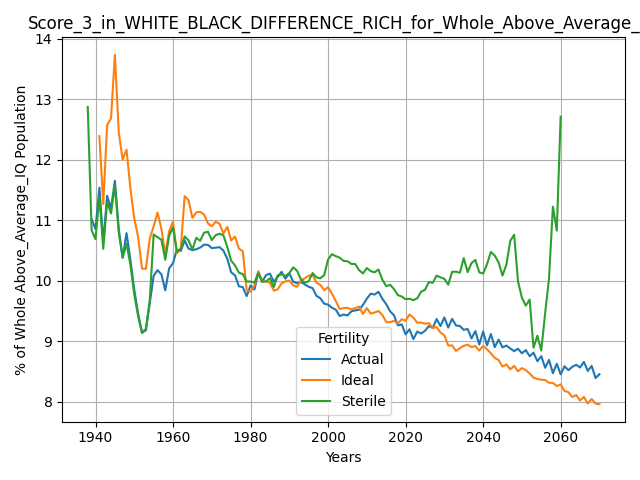 Score_3_in_WHITE_BLACK_DIFFERENCE_RICH_for_Whole_Above_Average_
14
13
12
11
10
9
8
% of Whole Above_Average_IQ Population
Fertility
Actual
Ideal
Sterile
1940 1960 1980 2000 2020 2040 2060
Years